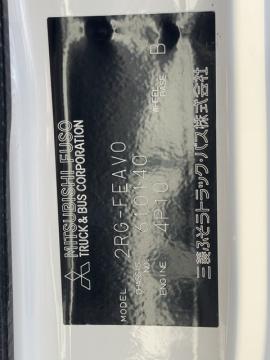 MITSUBISHI FUSO
TRUCK & BUS CORPORATION
MODEL 2RG-FEAV0
CHASSIS NO. 610140
ENGINE 4P10 WHEEL BASE B
三菱ふそうトラック・バス株式会社